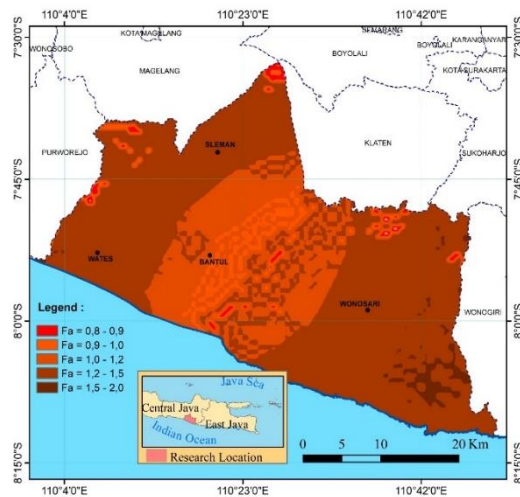 110°4'0"E 110°23'0"E 110°42'0"E
7°30'0"S
7°30'0"S
KOTA MAGELANG
SEMARANG
WONOSOBO
BOYOLALI
BOYOLALI
KARANGANYAR
MAGELANG
BOYOLALI
KOTA SURAKARTA
PURWOREJO
SLEMAN
KLATEN
SUKOHARJO
7°45'0"S
7°45'0"S
WATES
BANTUL
WONOSARI
WONOGIRI
8°0'0"S
8°0'0"S
Legend :
Fa = 0,8 - 0,9
Fa = 0,9 - 1,0
Fa = 1,0 - 1,2
Fa = 1,2 - 1,5
Fa = 1,5 - 2,0
Java Sea
Central Java
East Java
Indian Ocean
Research Location
0 5 10 20 Km
8°15'0"S
8°15'0"S
110°4'0"E 110°23'0"E 110°42'0"E